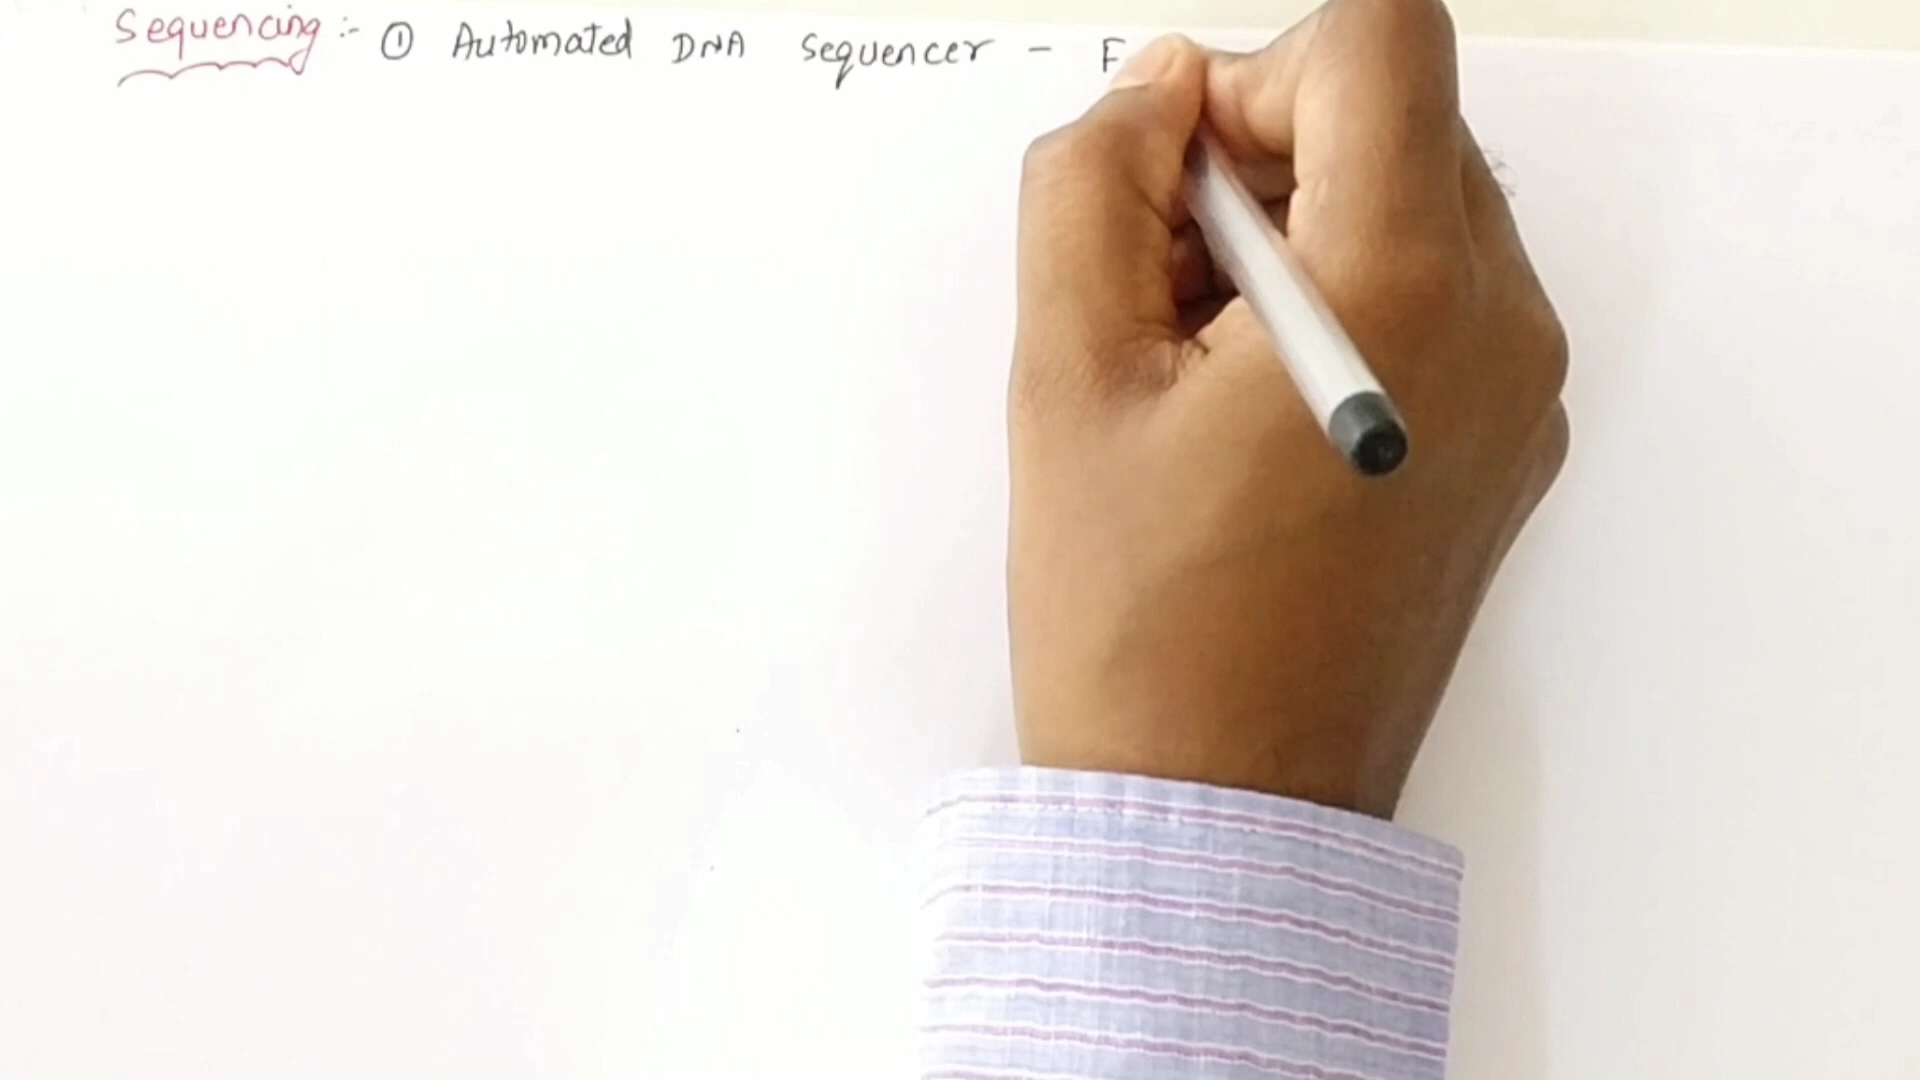 Sequencing :- ① Automated DNA Sequencer - F